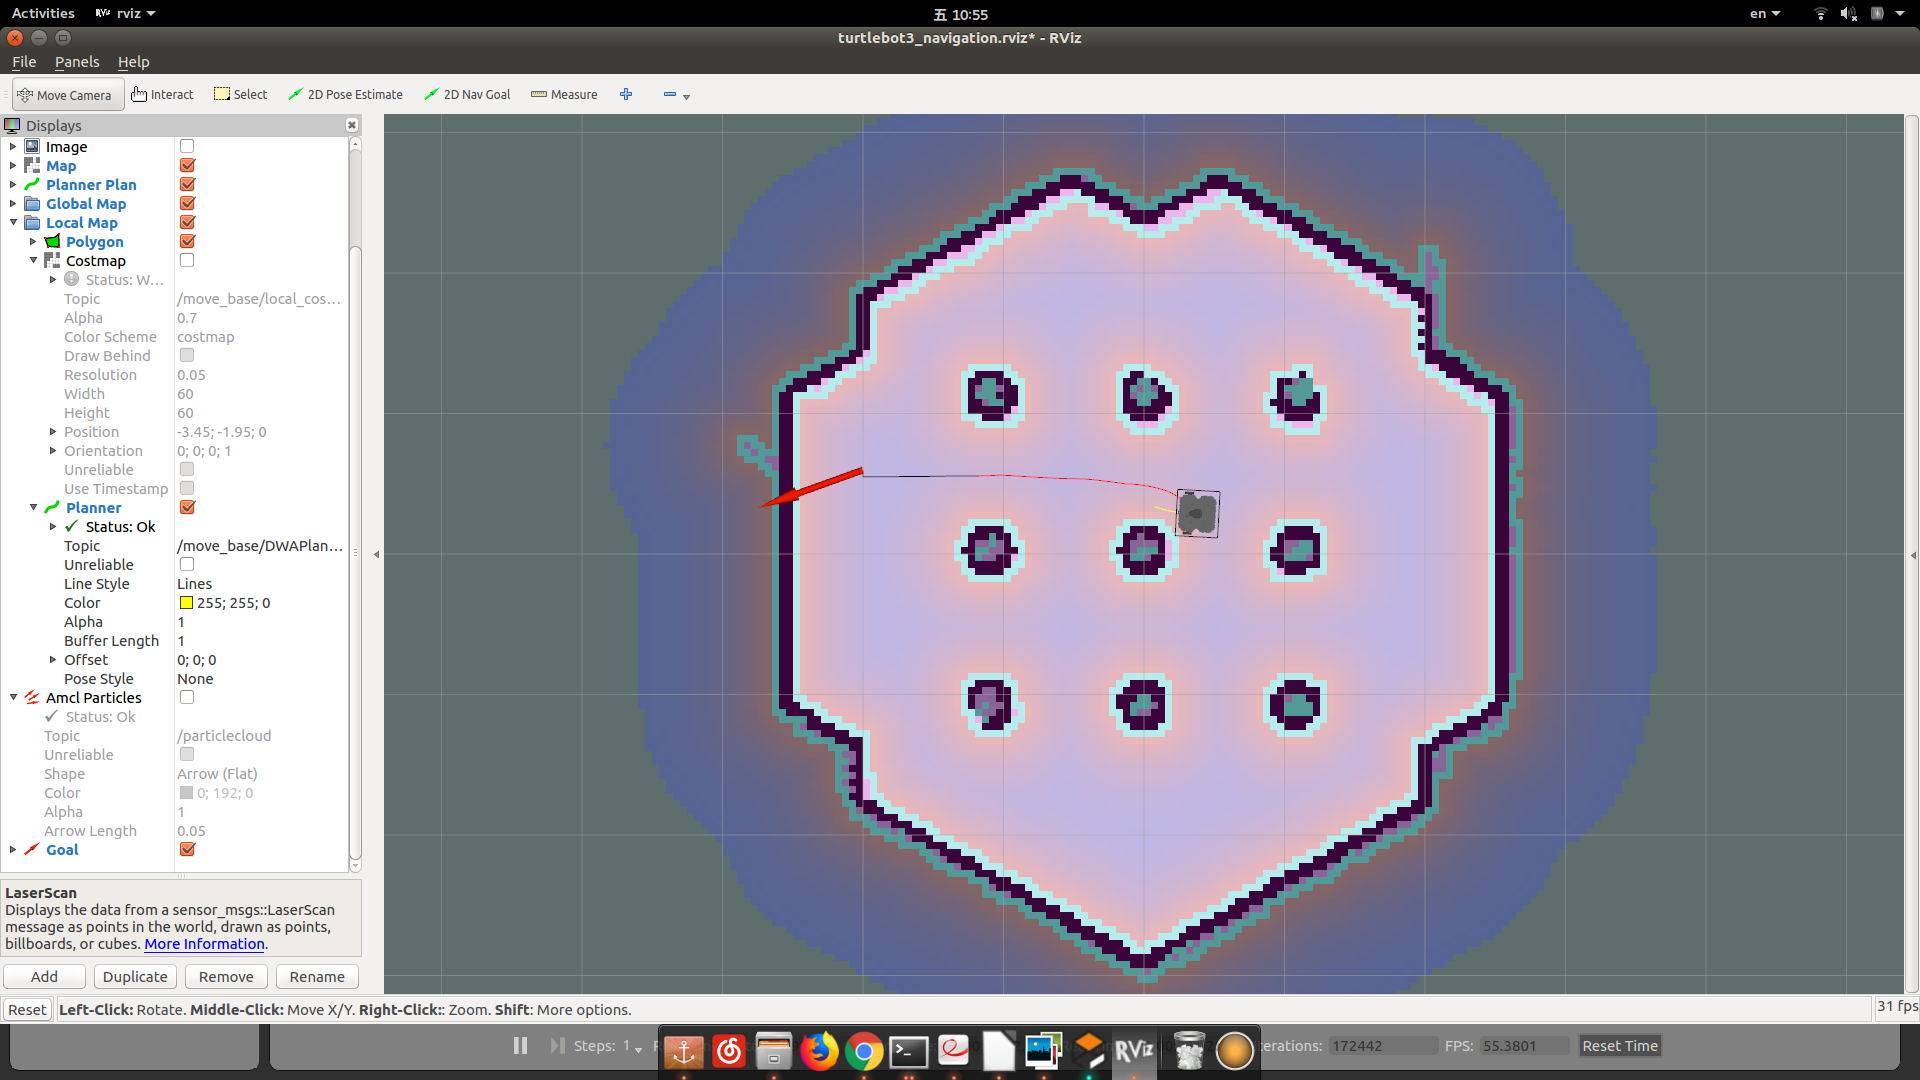 Activities rviz 五 10:55 en
turtlebot3_navigation.rviz* - RViz
File Panels Help
Move Camera Interact Select 2D Pose Estimate 2D Nav Goal Measure
Displays
Image
Map
Planner Plan
Global Map
Local Map
Polygon
Costmap
Status: W...
Topic /move_base/local_cos...
Alpha 0.7
Color Scheme costmap
Draw Behind
Resolution 0.05
Width 60
Height 60
Position -3.45; -1.95; 0
Orientation 0; 0; 0; 1
Unreliable
Use Timestamp
Planner
Status: Ok
Topic /move_base/DWAPlan...
Unreliable
Line Style Lines
Color 255; 255; 0
Alpha 1
Buffer Length 1
Offset 0; 0; 0
Pose Style None
Amcl Particles
Status: Ok
Topic /particlecloud
Unreliable
Shape Arrow (Flat)
Color 0; 192; 0
Alpha 1
Arrow Length 0.05
Goal
LaserScan
Displays the data from a sensor_msgs::LaserScan
message as points in the world, drawn as points,
billboards, or cubes. More Information.
Add Duplicate Remove Rename
Reset Left-Click: Rotate. Middle-Click: Move X/Y. Right-Click:: Zoom. Shift: More options. 31 fps
Steps: 1 RViz terations: 172442 FPS: 55.3801 Reset Time